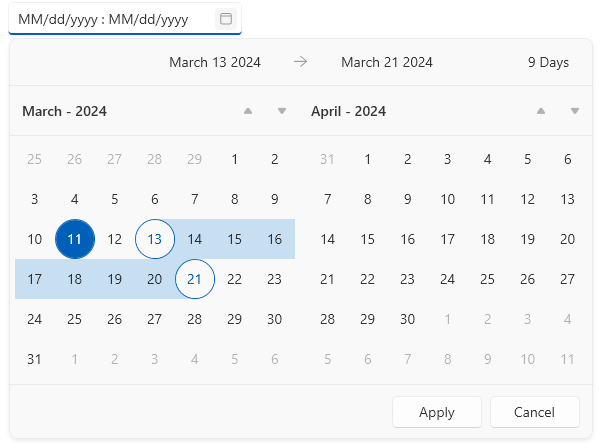 MM/dd/yyyy : MM/dd/yyyy
March 13 2024 → March 21 2024 9 Days
March - 2024 April - 2024
25 26 27 28 29 1 2 31 1 2 3 4 5 6
3 4 5 6 7 8 9 7 8 9 10 11 12 13
10 11 12 13 14 15 16 14 15 16 17 18 19 20
17 18 19 20 21 22 23 21 22 23 24 25 26 27
24 25 26 27 28 29 30 28 29 30 1 2 3 4
31 1 2 3 4 5 6 5 6 7 8 9 10 11
Apply Cancel